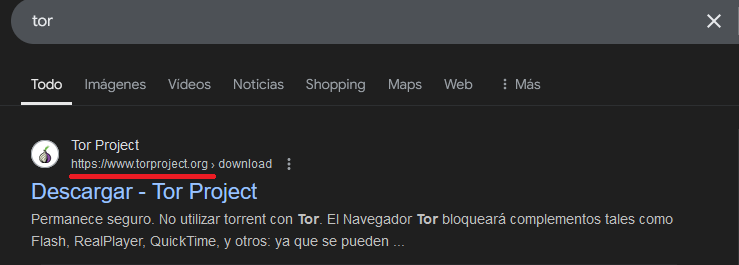 tor
Todo Imágenes Vídeos Noticias Shopping Maps Web Más
Tor Project
https://www.torproject.org › download
Descargar - Tor Project
Permanece seguro. No utilizar torrent con Tor. El Navegador Tor bloqueará complementos tales como
Flash, RealPlayer, QuickTime, y otros: ya que se pueden ...